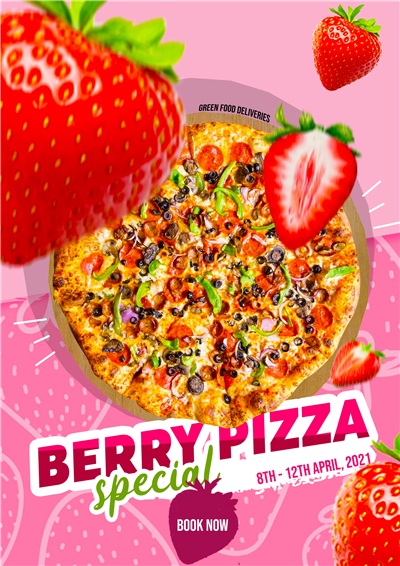 GREEN FOOD DELIVERIES
BERRY PIZZA
special
8TH - 12TH APRIL, 2021
BOOK NOW